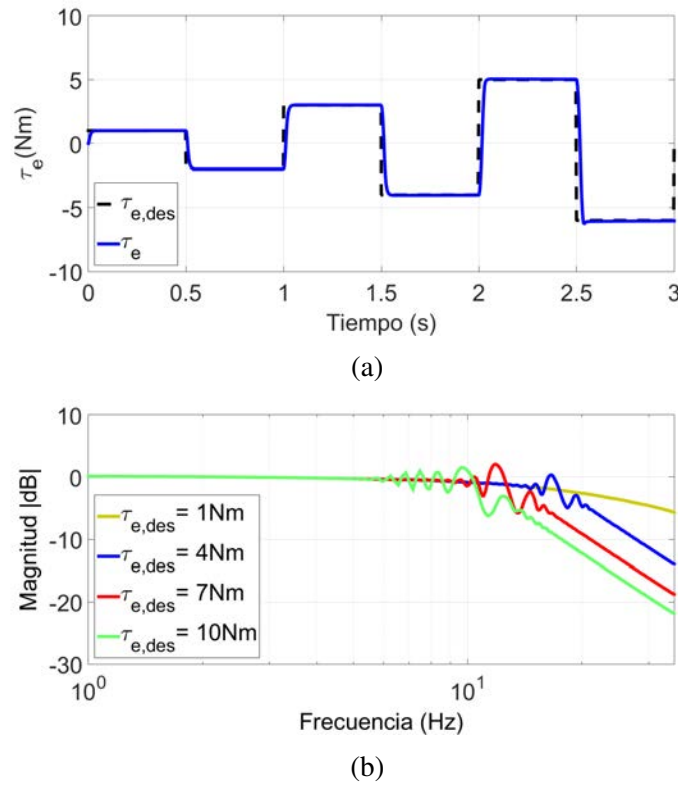 10
5
0
-5
-10
τe(Nm)
τe,des
τe
0 0.5 1 1.5 2 2.5 3
Tiempo (s)
(a)
10
0
-10
-20
-30
Magnitud |dB|
τe,des= 1Nm
τe,des= 4Nm
τe,des= 7Nm
τe,des= 10Nm
10^0 10^1
Frecuencia (Hz)
(b)